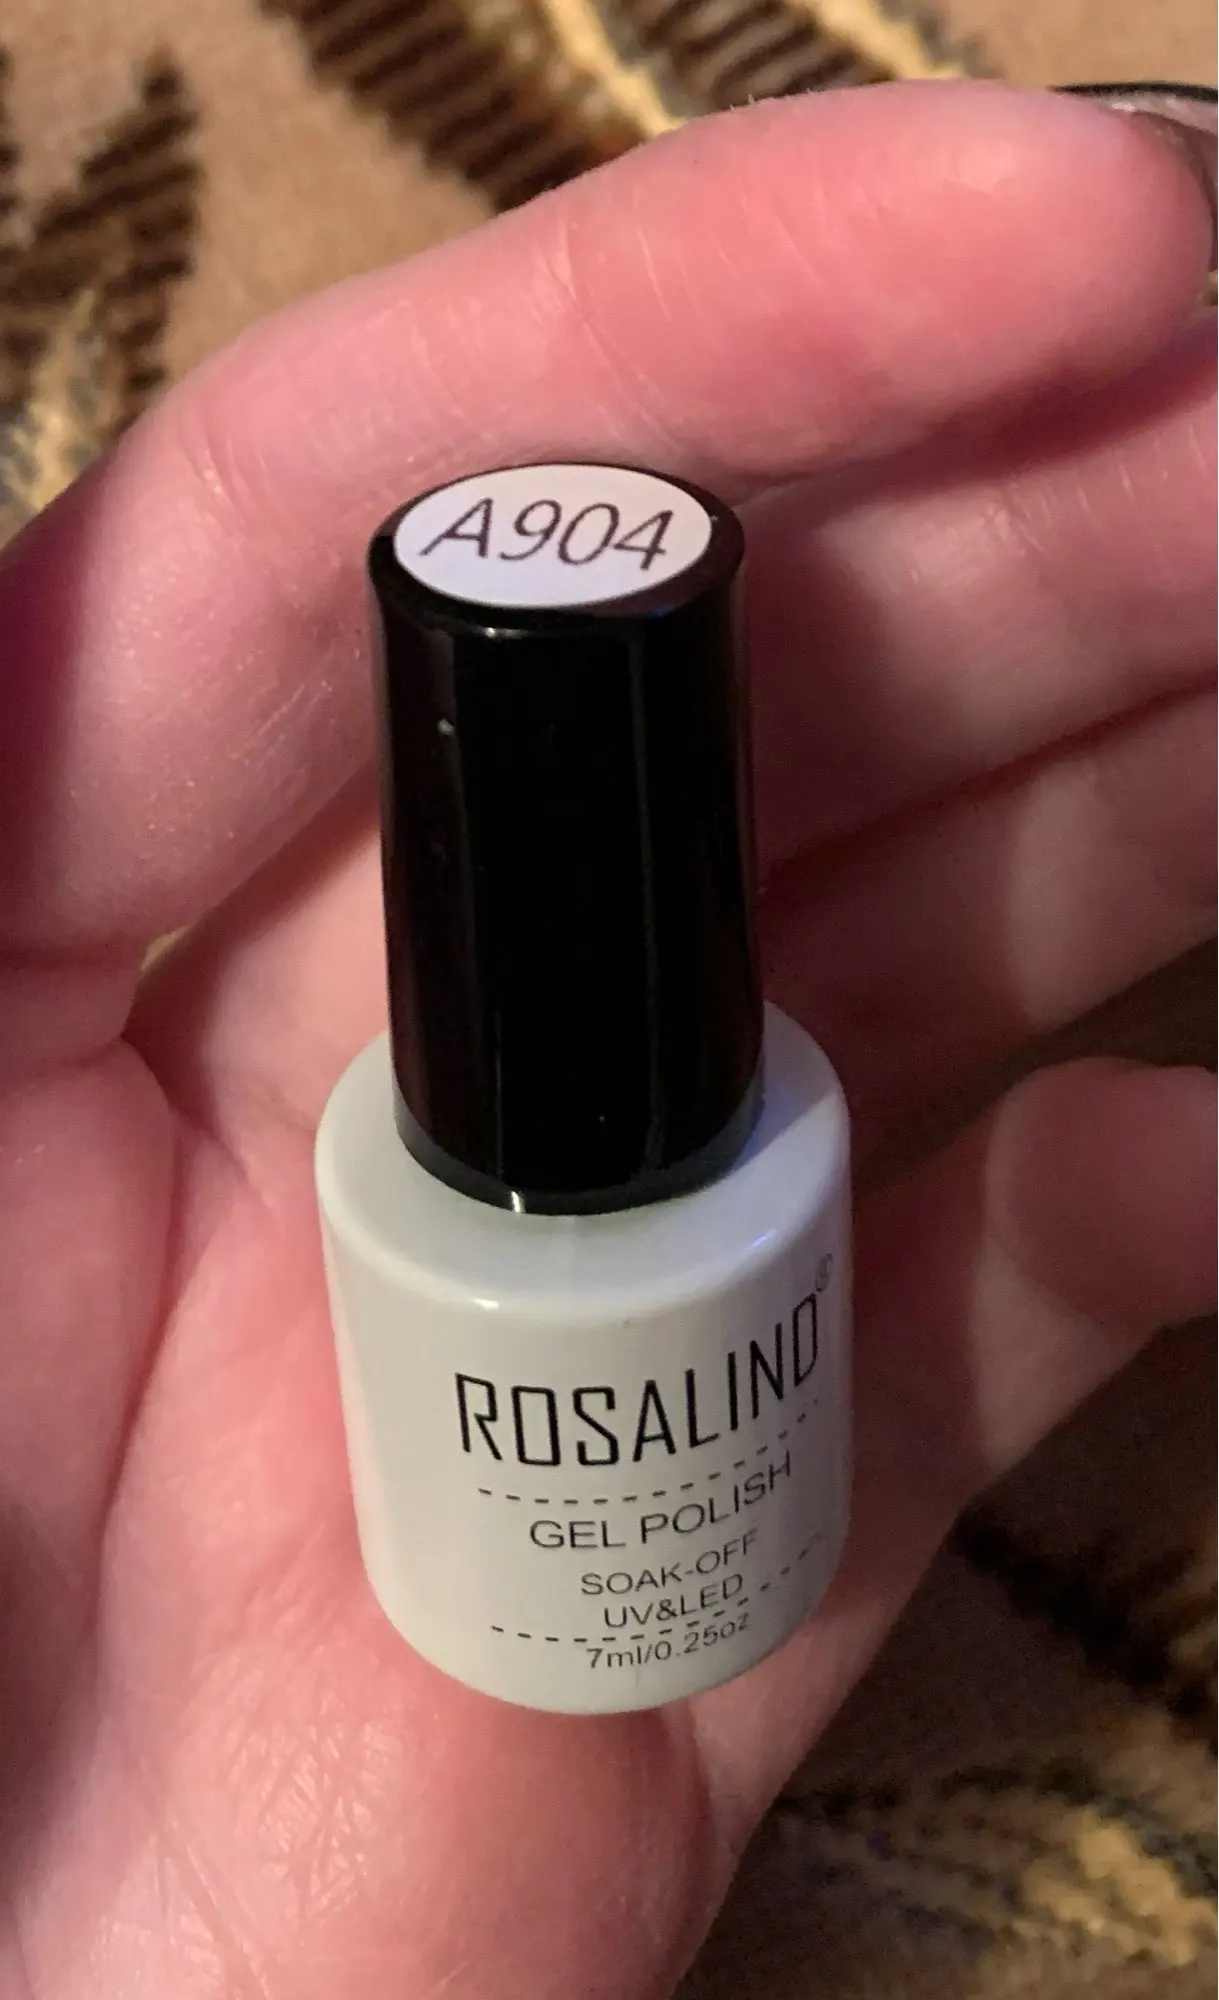 A904
ROSALIND®
GEL POLISH
SOAK-OFF
UV&LED
7ml/0.25oz